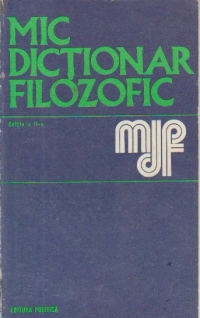 MIC
DICȚIONAR
FILOZOFIC
Ediția a II-a
mdf
EDITURA POLITICĂ